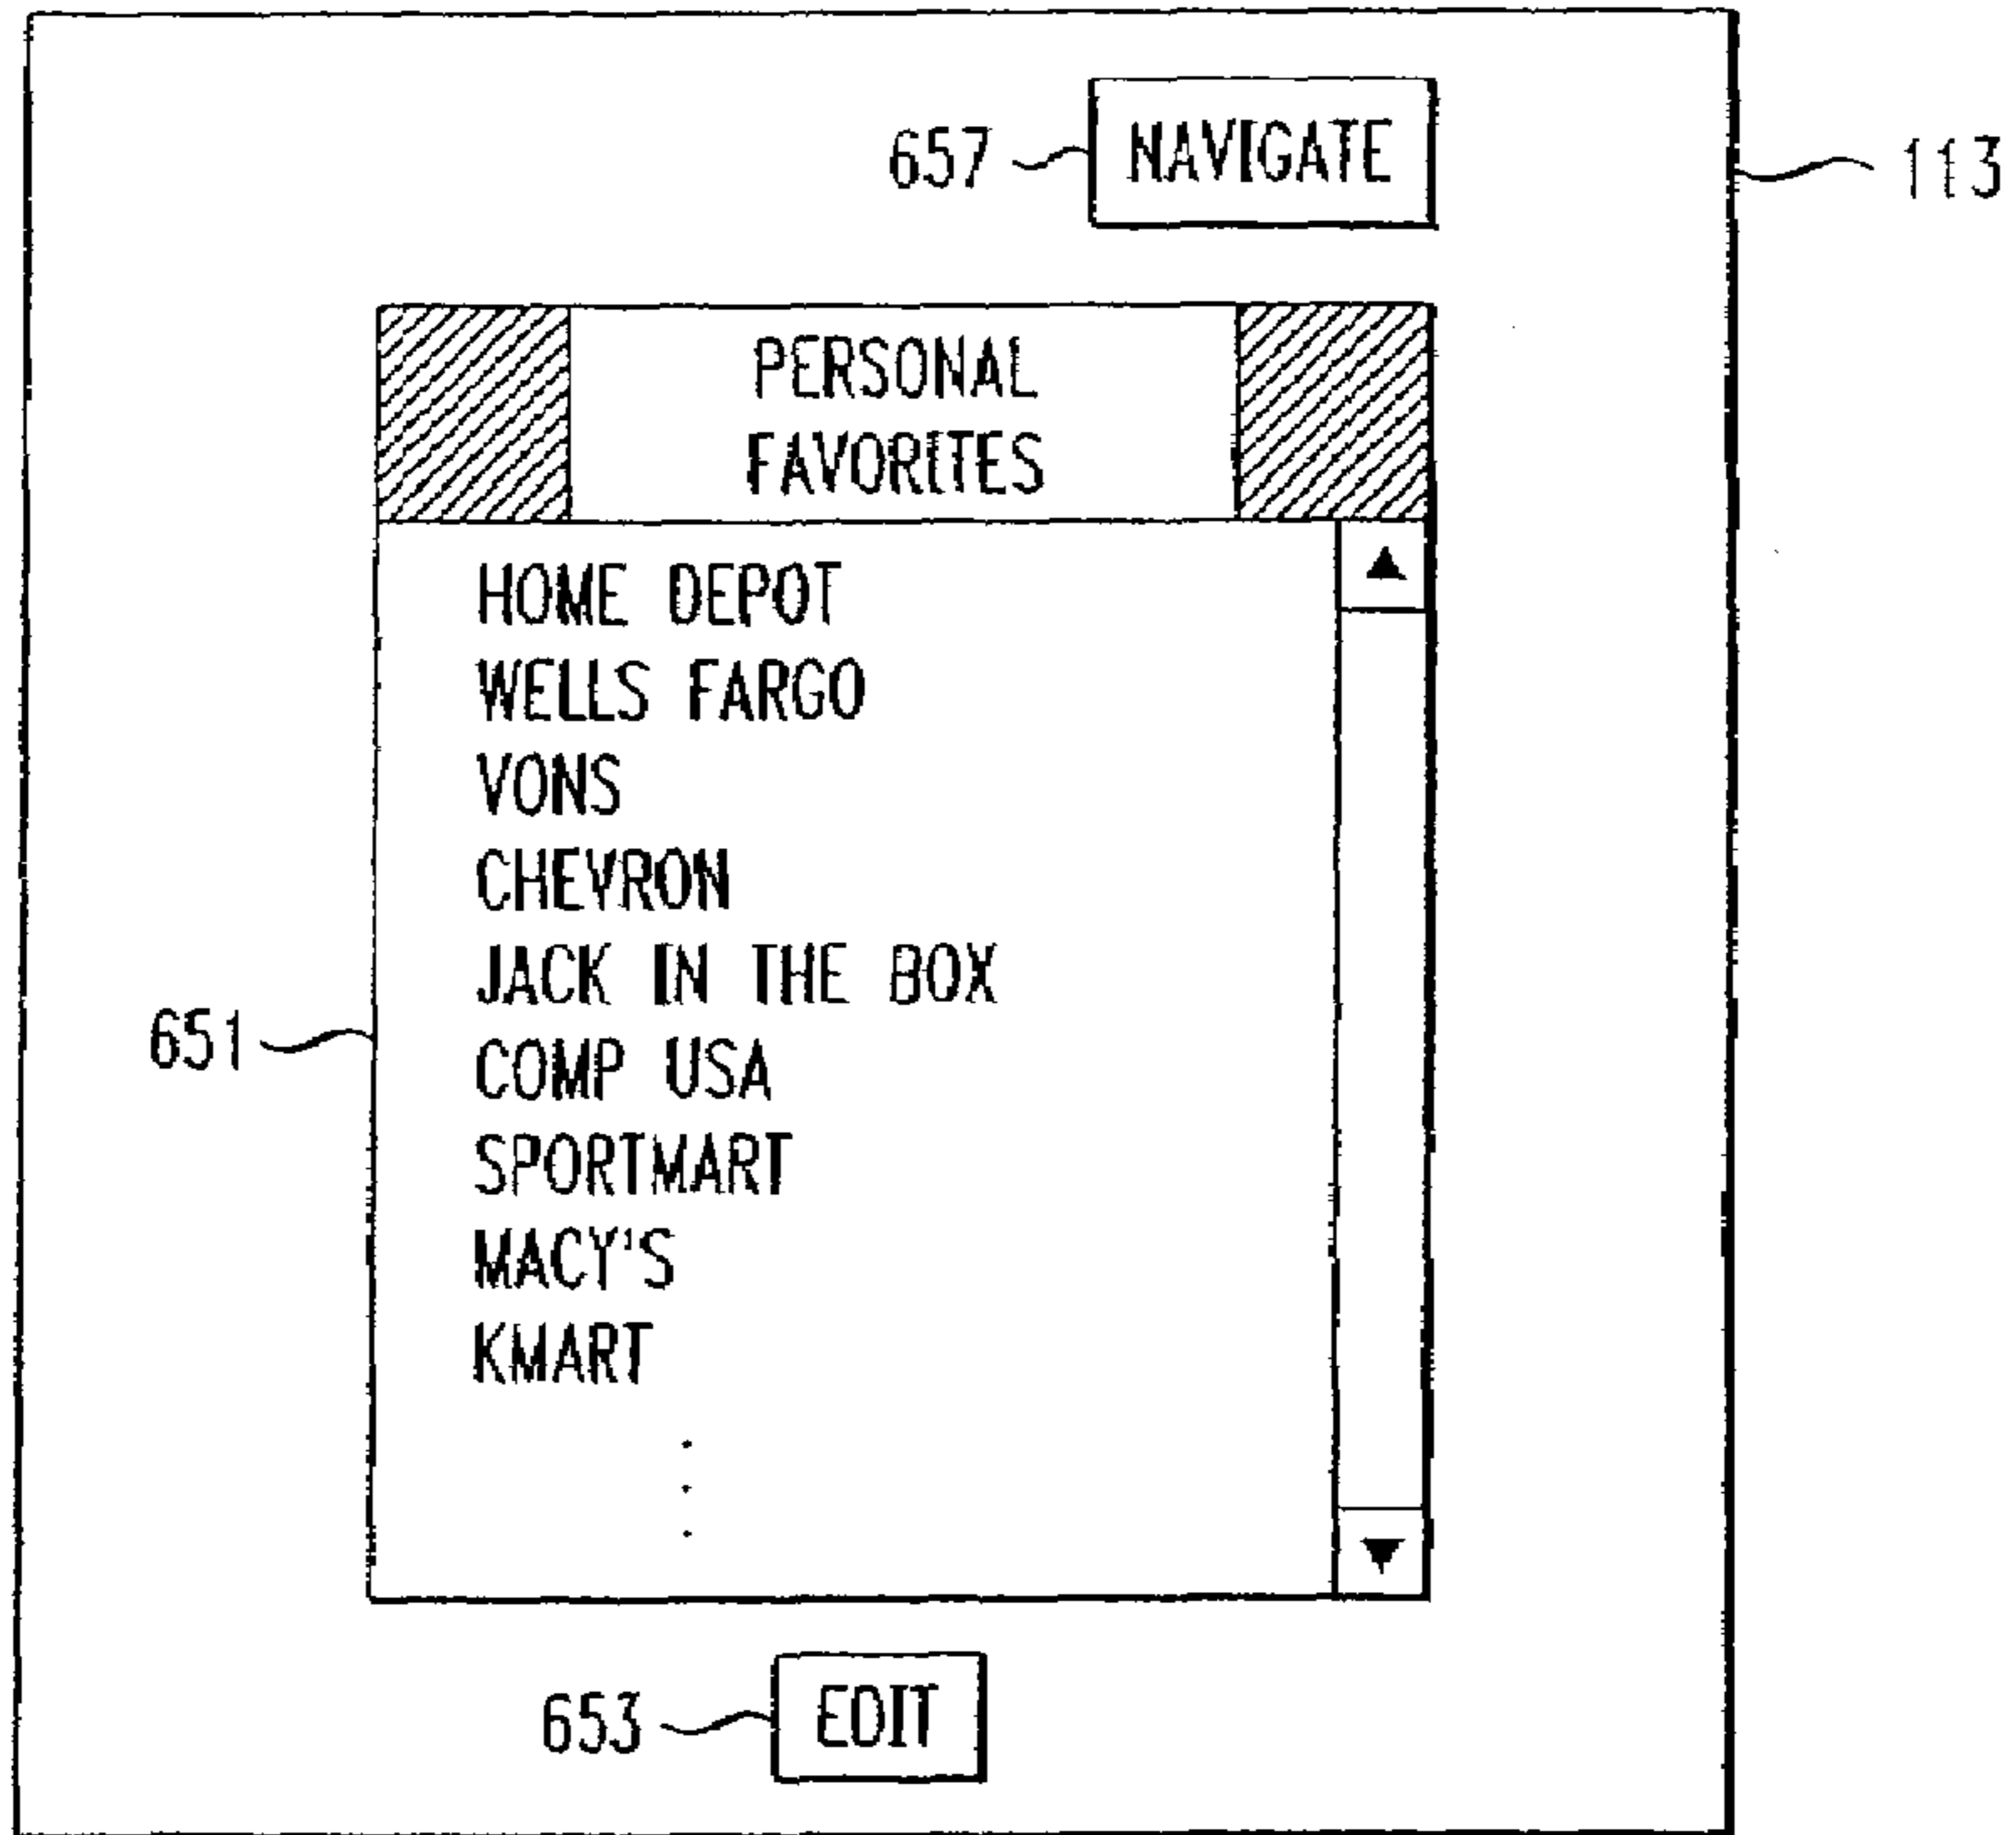 657 NAVIGATE 113
PERSONAL
FAVORITES
HOME DEPOT
WELLS FARGO
VONS
CHEVRON
JACK IN THE BOX
651
COMP USA
SPORTMART
MACY'S
KMART
653 EDIT